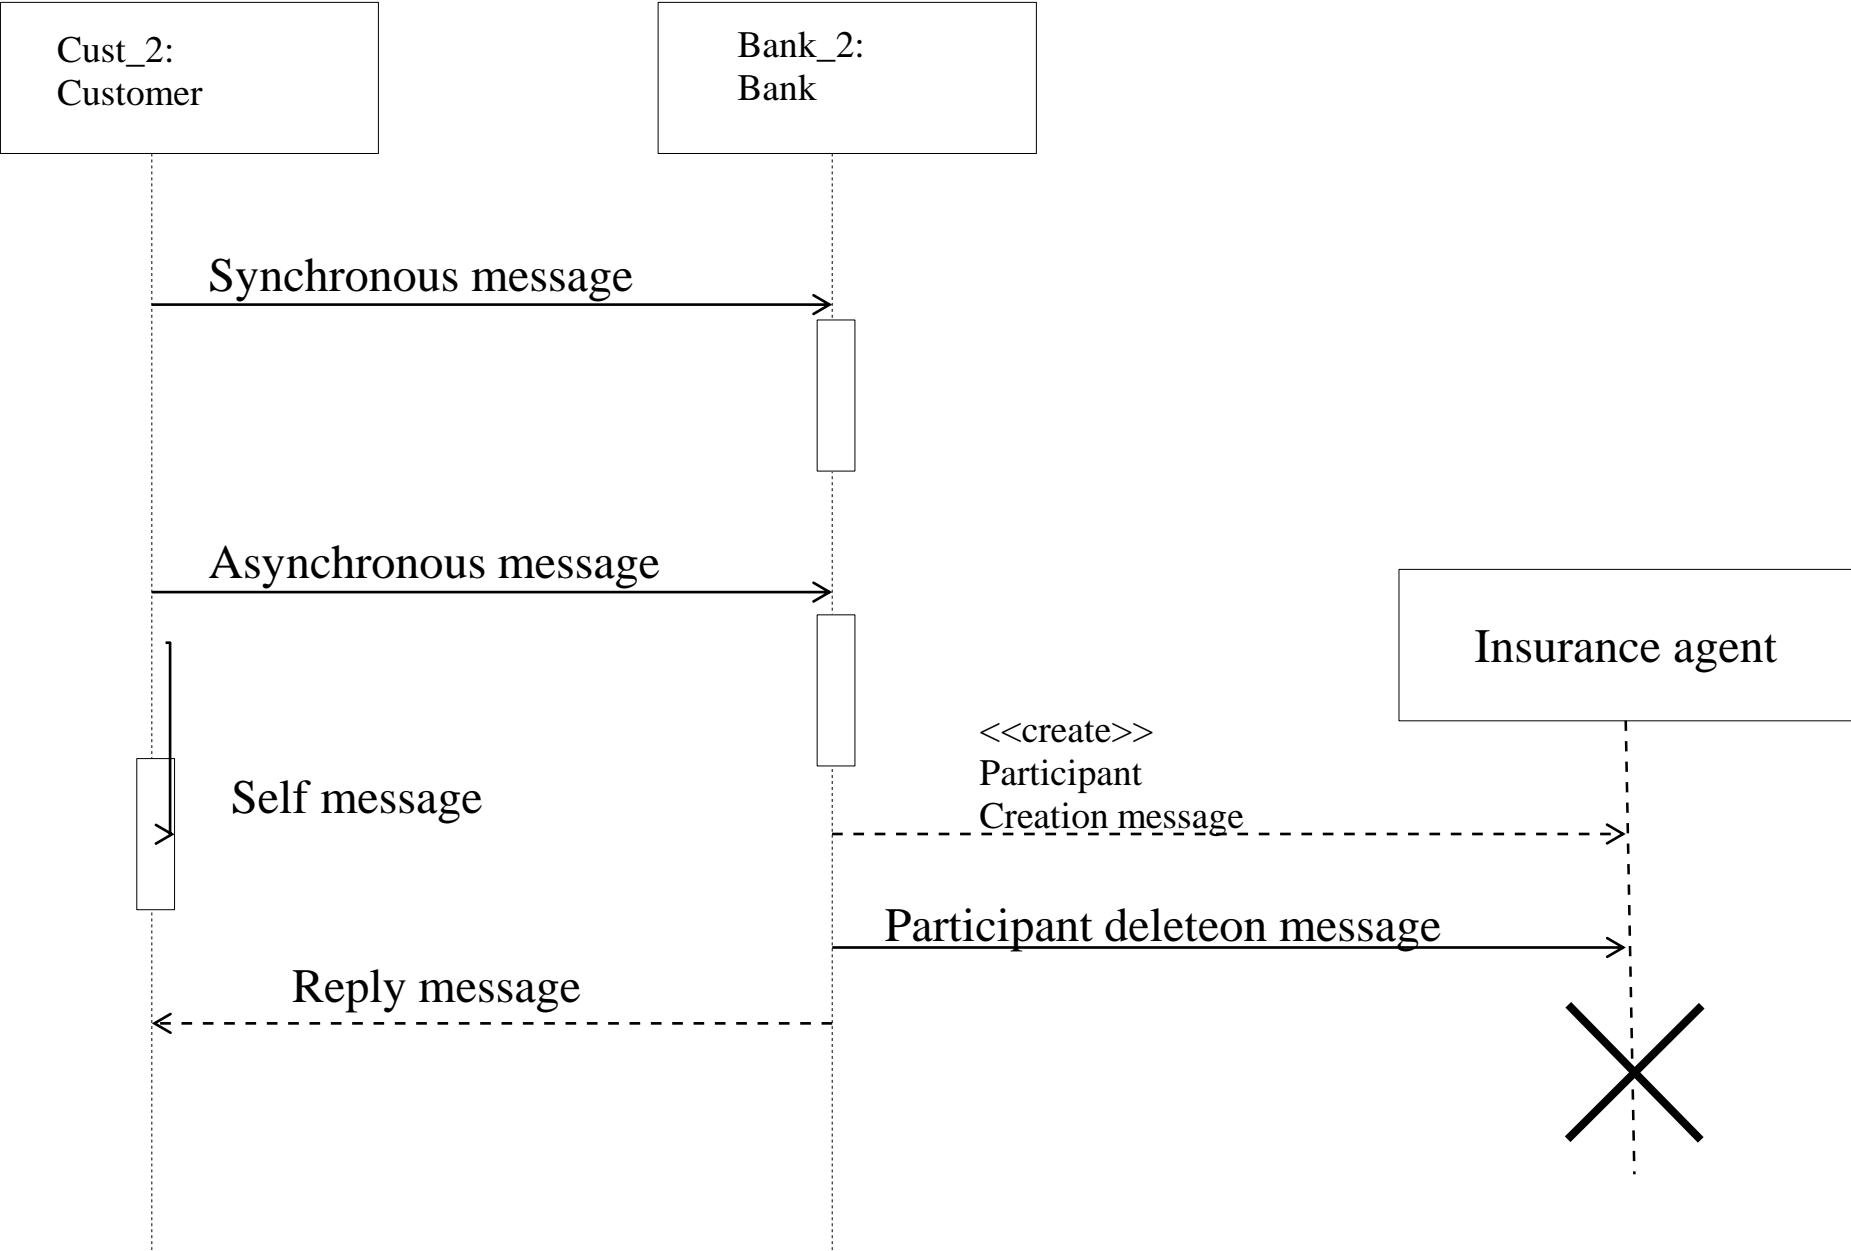 Cust_2:
Customer
Bank_2:
Bank
Synchronous message
Asynchronous message
Insurance agent
<<create>>
Participant
Creation message
Self message
Participant deleteon message
Reply message